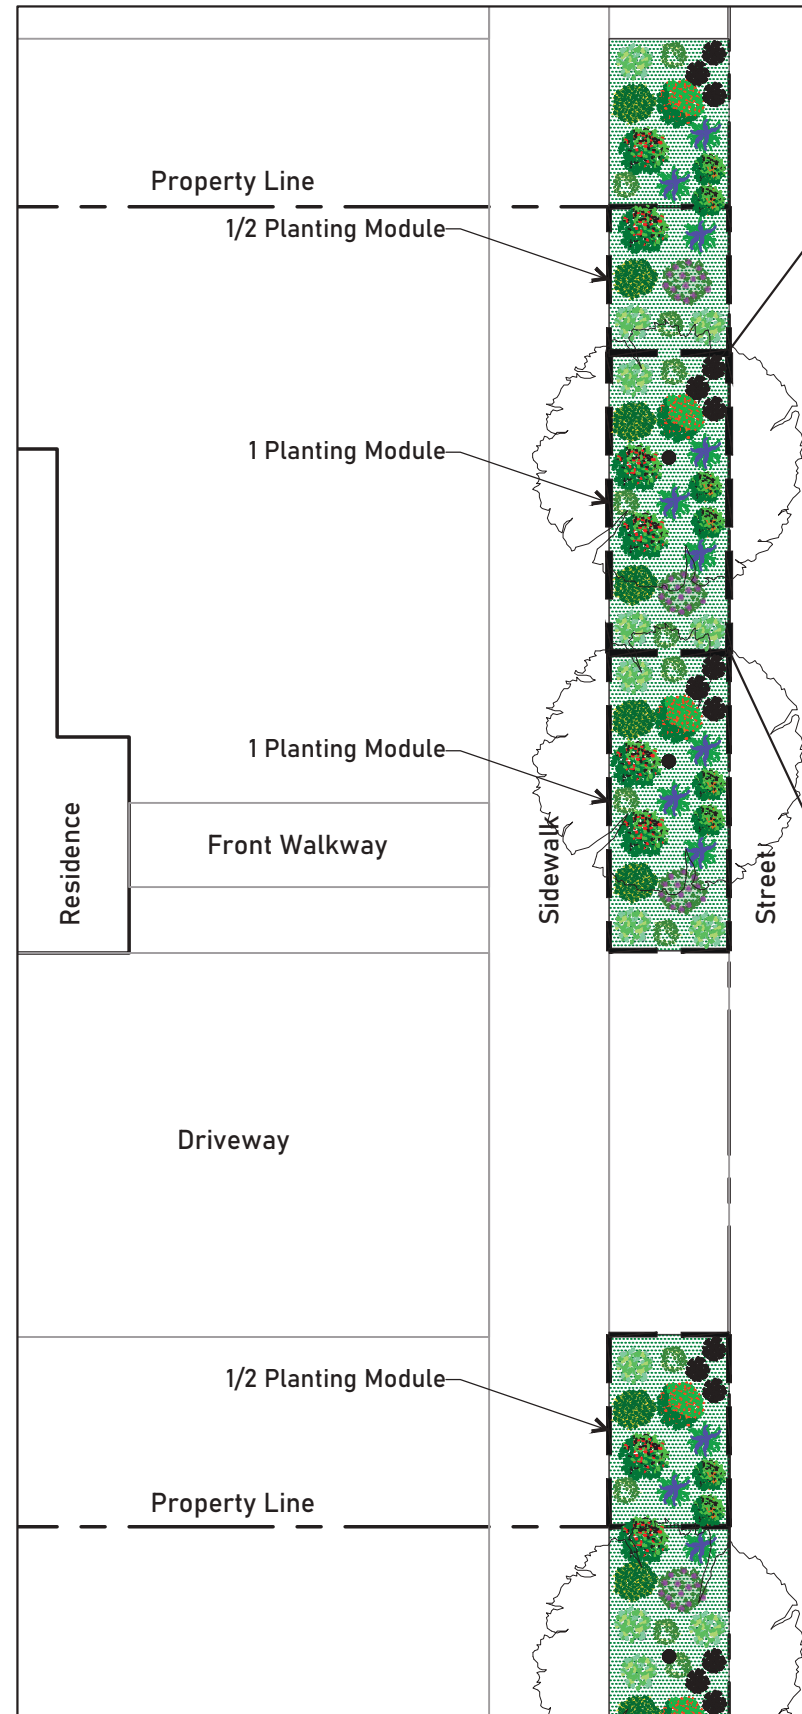 Property Line
1/2 Planting Module
1 Planting Module
1 Planting Module
Residence
Front Walkway
Sidewalk
Street
Driveway
1/2 Planting Module
Property Line